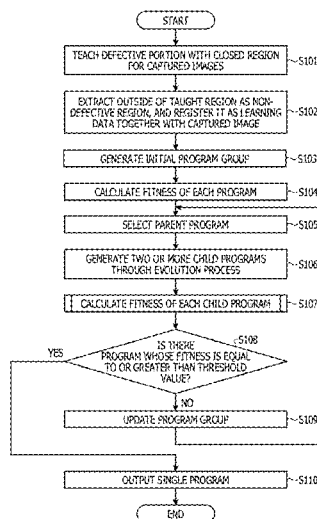 START
TEACH DEFECTIVE PORTION WITH CLOSED REGION
FOR CAPTURED IMAGES
S101
EXTRACT OUTSIDE OF TAUGHT REGION AS NON-
DEFECTIVE REGION, AND REGISTER IT AS LEARNING
DATA TOGETHER WITH CAPTURED IMAGE
S102
GENERATE INITIAL PROGRAM GROUP
S103
CALCULATE FITNESS OF EACH PROGRAM
S104
SELECT PARENT PROGRAM
S105
GENERATE TWO OR MORE CHILD PROGRAMS
THROUGH EVOLUTION PROCESS
S106
CALCULATE FITNESS OF EACH CHILD PROGRAM
S107
S108
IS THERE
PROGRAM WHOSE FITNESS IS EQUAL
TO OR GREATER THAN THRESHOLD
VALUE?
YES
NO
UPDATE PROGRAM GROUP
S109
OUTPUT SINGLE PROGRAM
S110
END